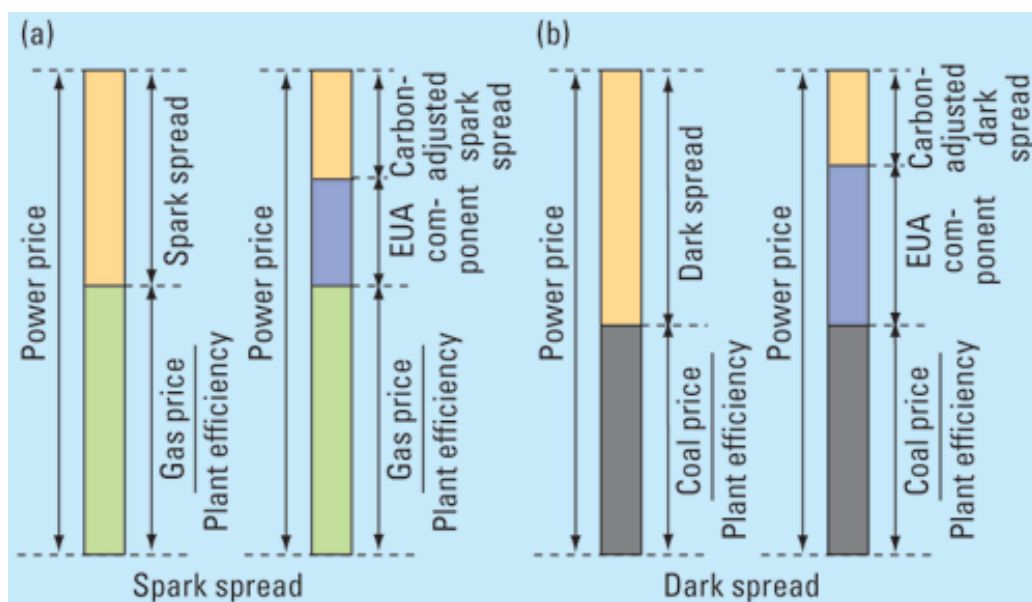 (a)
Power price
Spark spread
Gas price
Plant efficiency
Power price
Carbon-
adjusted
spark
spread
EUA
com-
ponent
Gas price
Plant efficiency
Spark spread
(b)
Power price
Dark spread
Coal price
Plant efficiency
Power price
Carbon-
adjusted
dark
spread
EUA
com-
ponent
Coal price
Plant efficiency
Dark spread